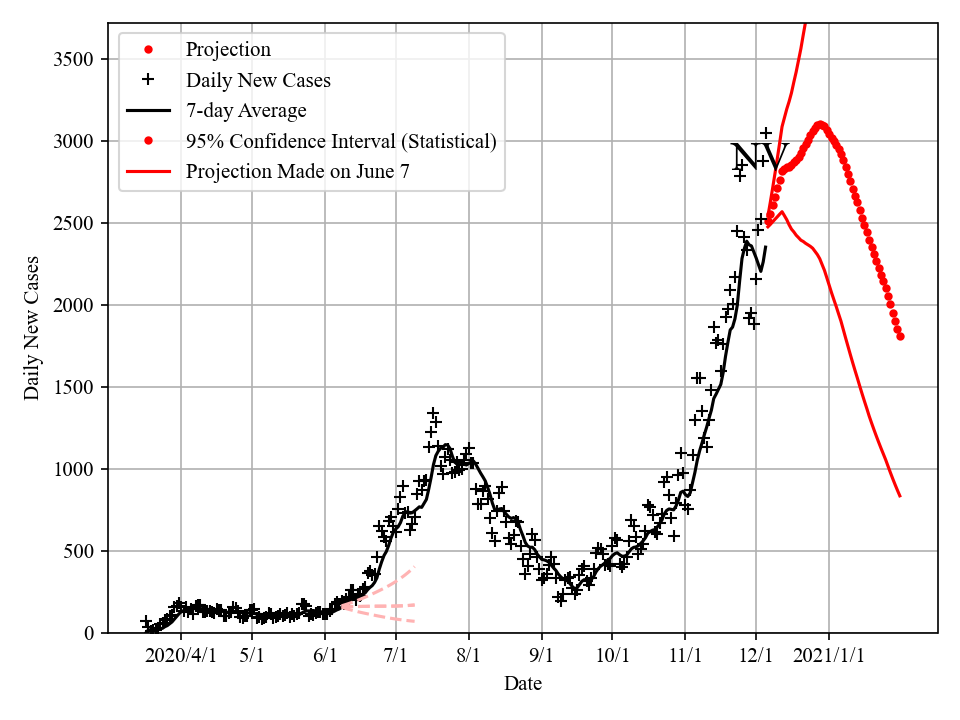 3500
3000
2500
2000
1500
1000
500
0
Daily New Cases
Projection
Daily New Cases
7-day Average
95% Confidence Interval (Statistical)
Projection Made on June 7
2020/4/1 5/1 6/1 7/1 8/1 9/1 10/1 11/1 12/1 2021/1/1
Date